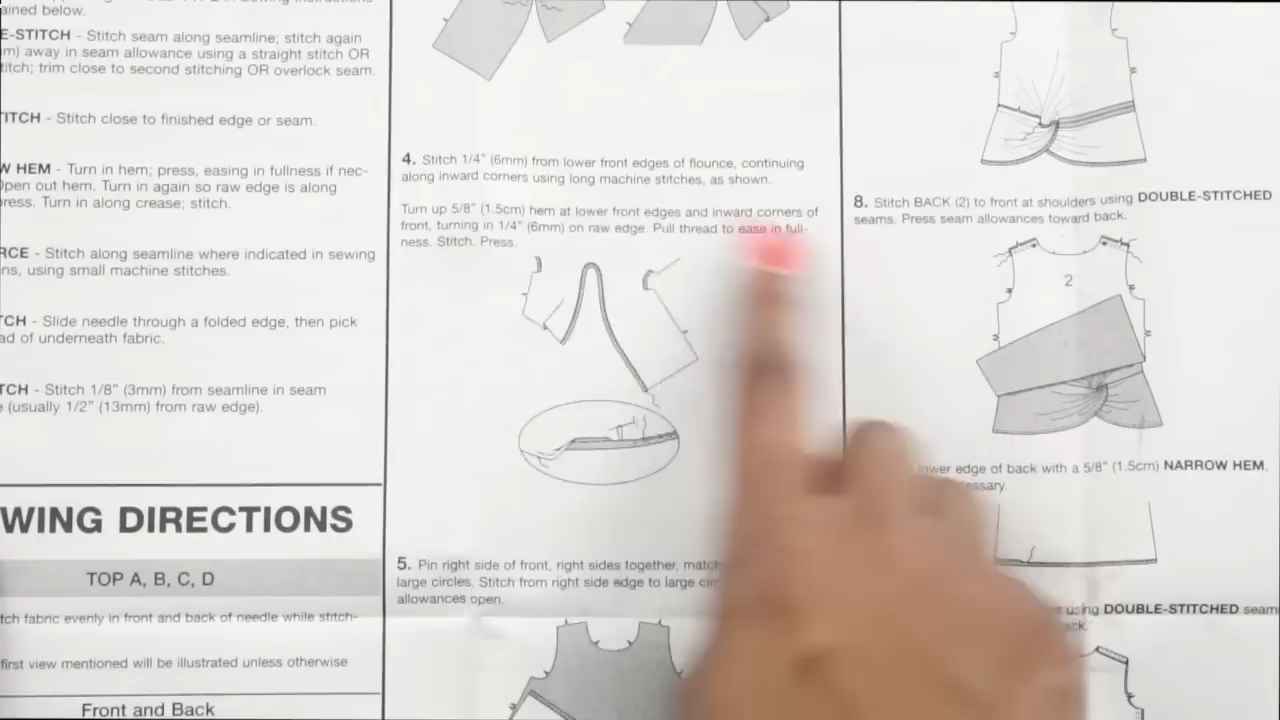 ained below.
E-STITCH - Stitch seam along seamline; stitch again
m) away in seam allowance using a straight stitch OR
titch; trim close to second stitching OR overlock seam.
TITCH - Stitch close to finished edge or seam.
W HEM - Turn in hem; press, easing in fullness if nec-
Open out hem. Turn in again so raw edge is along
press. Turn in along crease; stitch.
RCE - Stitch along seamline where indicated in sewing
ns, using small machine stitches.
TCH - Slide needle through a folded edge, then pick
ad of underneath fabric.
TCH - Stitch 1/8" (3mm) from seamline in seam
(usually 1/2" (13mm) from raw edge).
WING DIRECTIONS
TOP A, B, C, D
tch fabric evenly in front and back of needle while stitch-
first view mentioned will be illustrated unless otherwise
Front and Back
4. Stitch 1/4" (6mm) from lower front edges of flounce, continuing
along inward corners using long machine stitches, as shown.
Turn up 5/8" (1.5cm) hem at lower front edges and inward corners of
front, turning in 1/4" (6mm) on raw edge. Pull thread to ease in full-
ness. Stitch. Press.
5. Pin right side of front, right sides together, match
large circles. Stitch from right side edge to large cir
allowances open.
8. Stitch BACK (2) to front at shoulders using DOUBLE-STITCHED
seams. Press seam allowances toward back.
2
lower edge of back with a 5/8" (1.5cm) NARROW HEM,
essary.
using DOUBLE-STITCHED seam
ack.